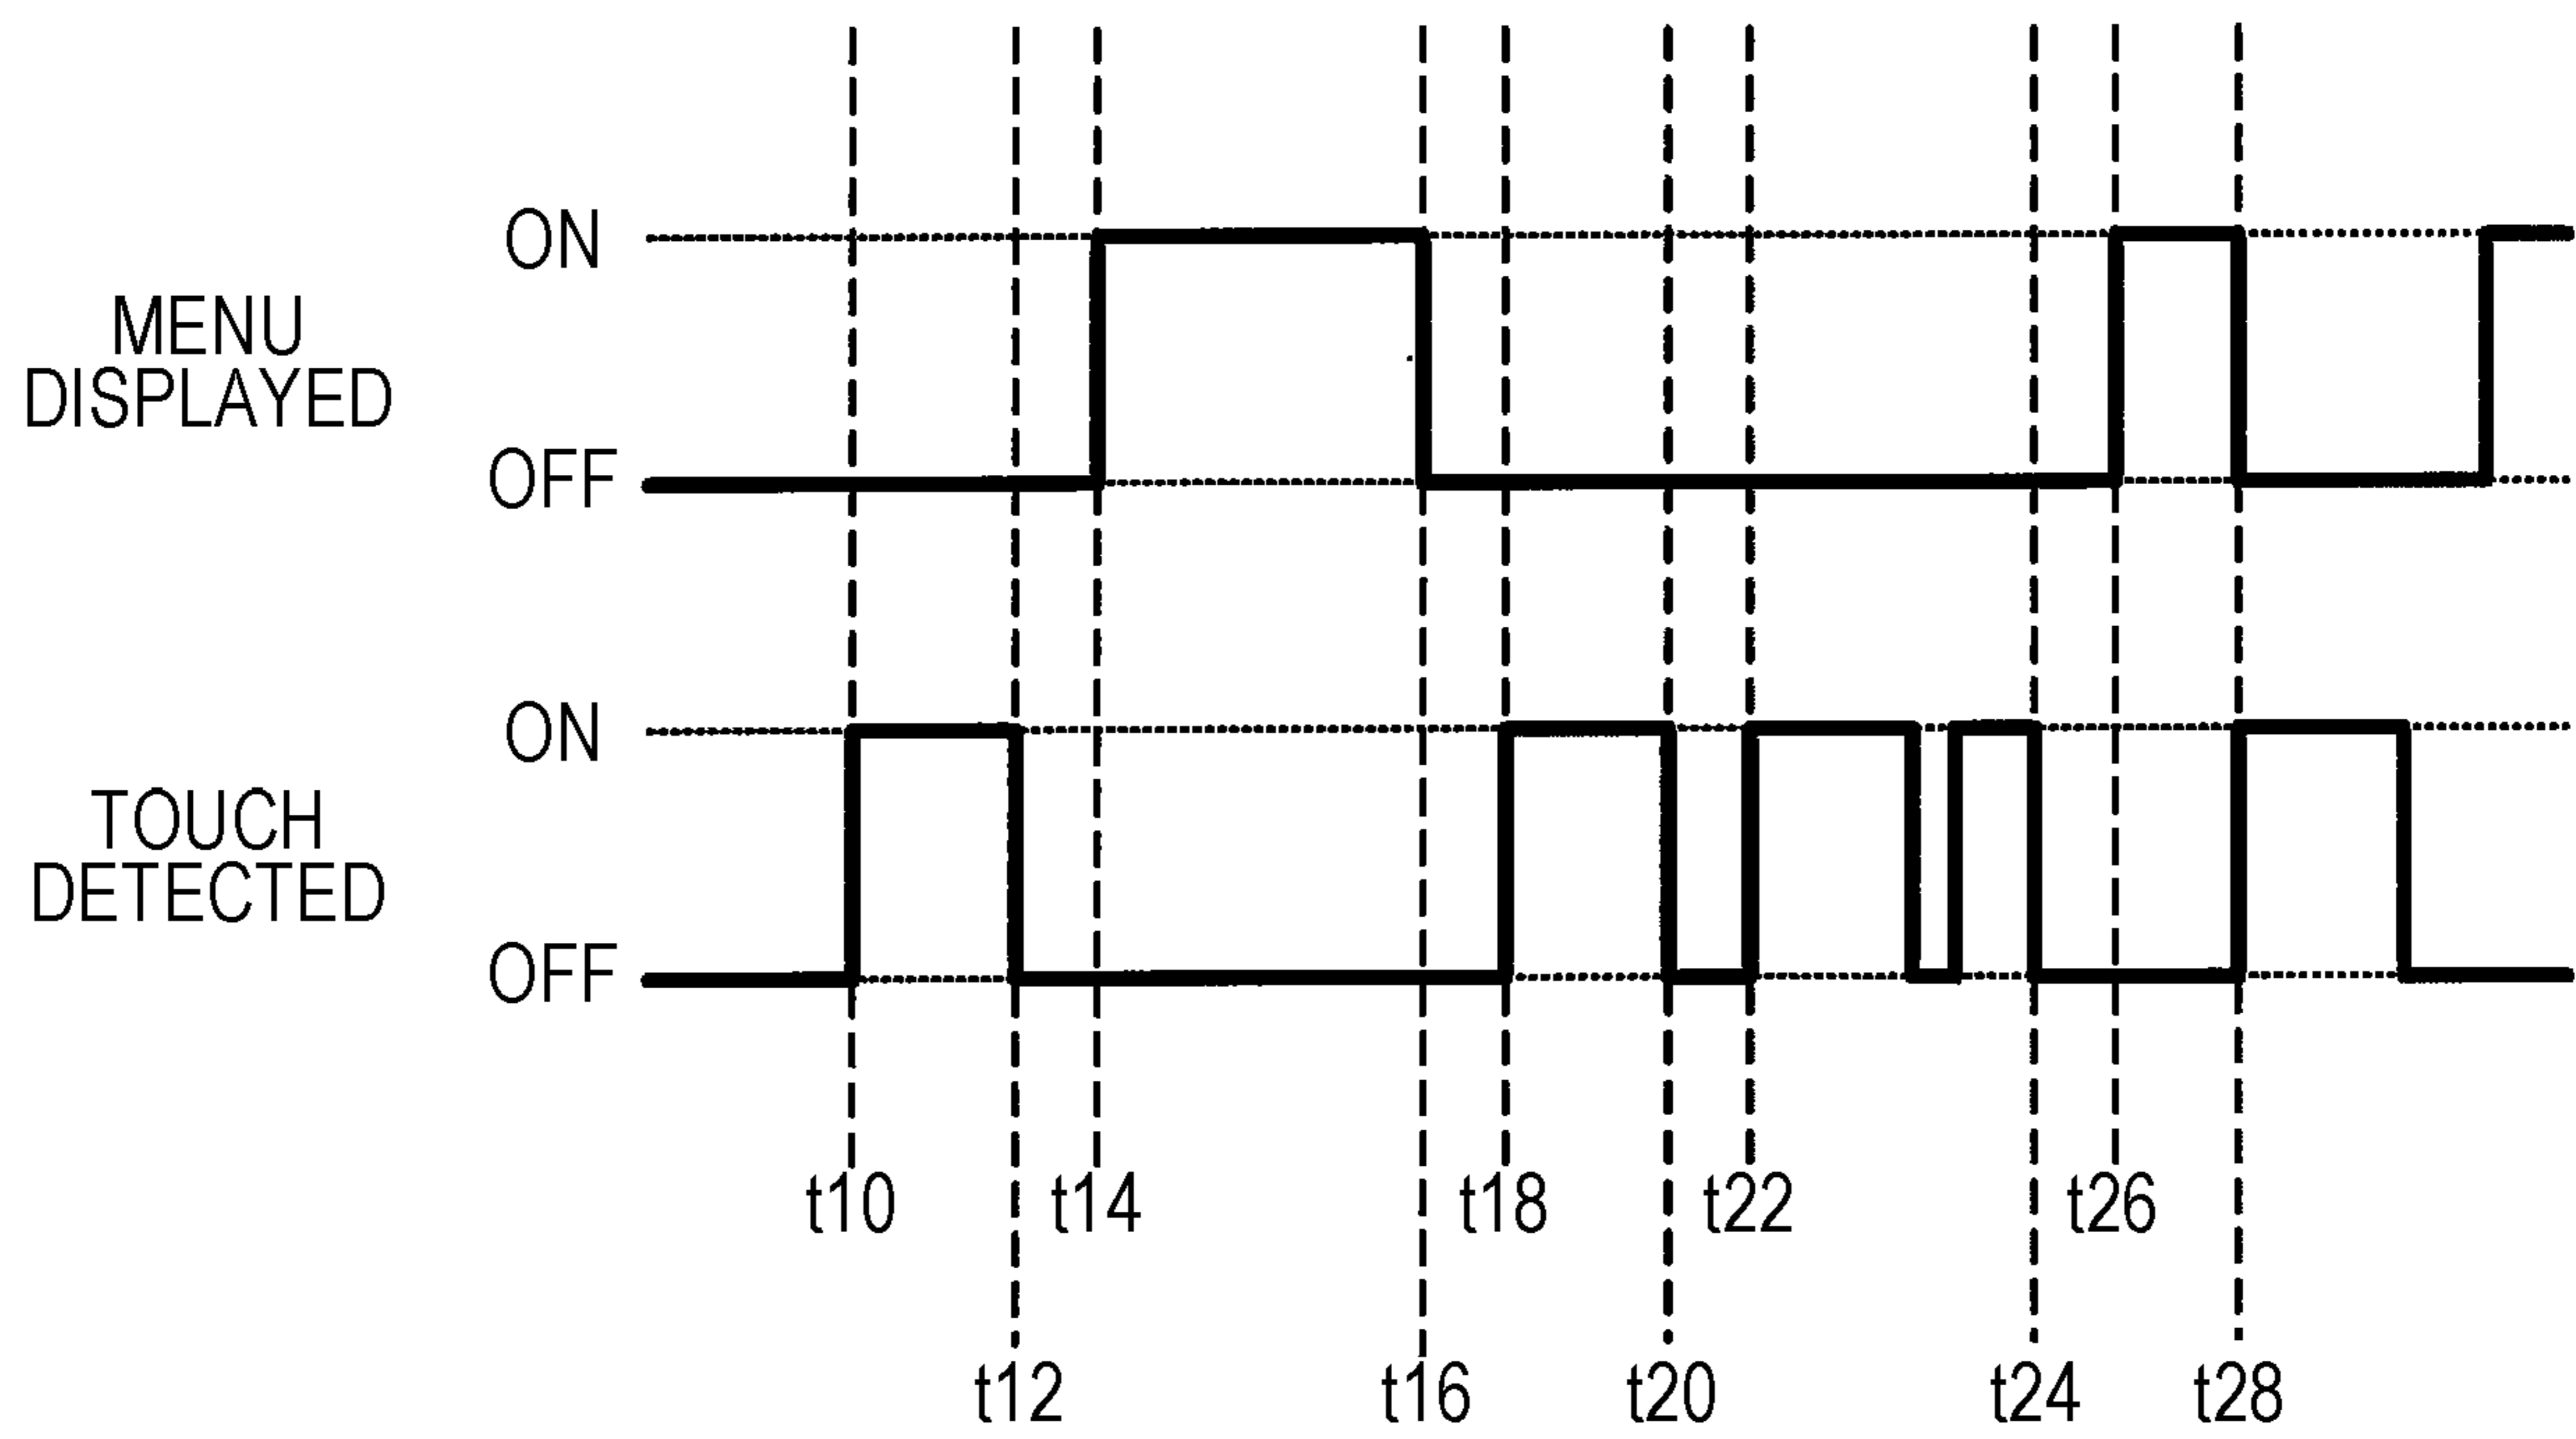 ON
MENU
DISPLAYED
OFF
ON
TOUCH
DETECTED
OFF
t10
t14
t18
t22
t26
t12
t16
t20
t24
t28